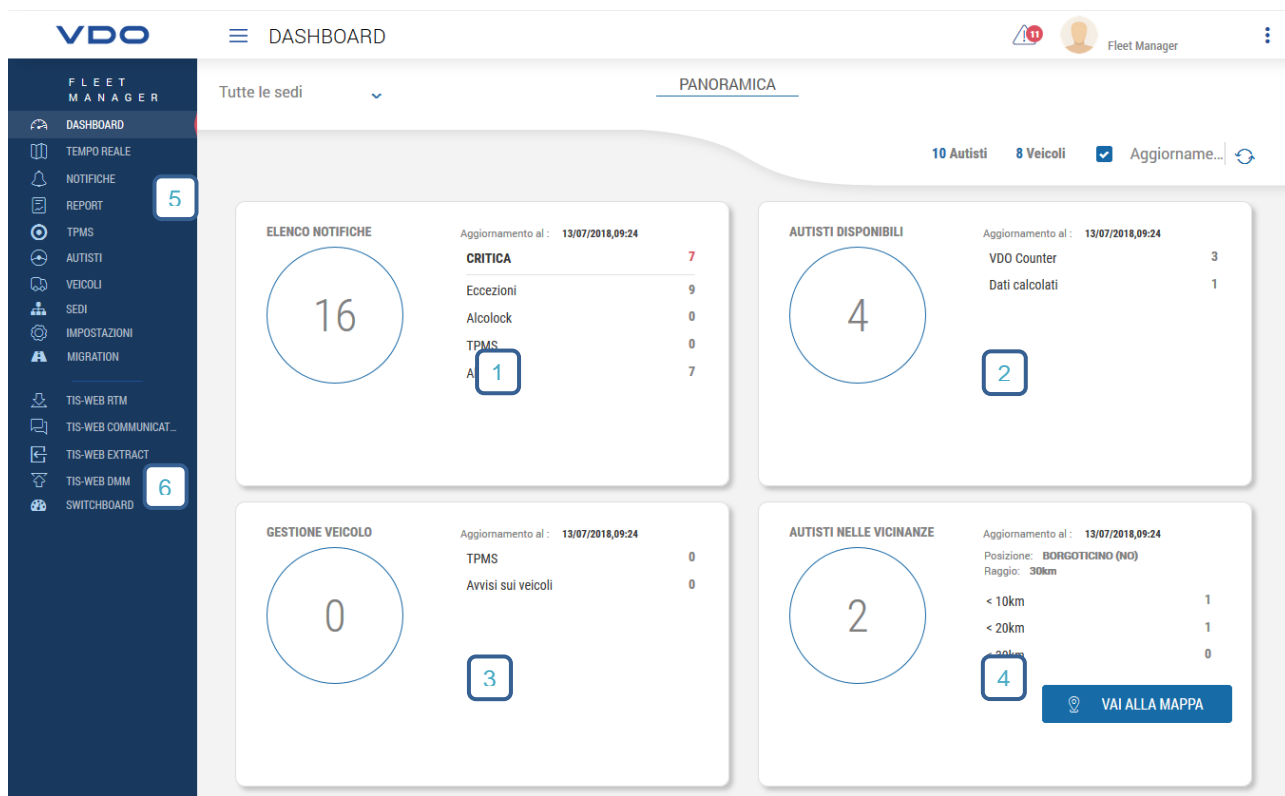 VDO
DASHBOARD
11
Fleet Manager
FLEET
MANAGER
DASHBOARD
TEMPO REALE
NOTIFICHE
REPORT
TPMS
AUTISTI
VEICOLI
SEDI
IMPOSTAZIONI
MIGRATION
TIS-WEB RTM
TIS-WEB COMMUNICAT...
TIS-WEB EXTRACT
TIS-WEB DMM
SWITCHBOARD
5
6
Tutte le sedi
PANORAMICA
10 Autisti 8 Veicoli Aggiorname...
ELENCO NOTIFICHE
16
Aggiornamento al : 13/07/2018,09:24
CRITICA 7
Eccezioni 9
Alcolock 0
TPMS 0
7
1
AUTISTI DISPONIBILI
4
Aggiornamento al : 13/07/2018,09:24
VDO Counter 3
Dati calcolati 1
2
GESTIONE VEICOLO
0
Aggiornamento al : 13/07/2018,09:24
TPMS 0
Avvisi sui veicoli 0
3
AUTISTI NELLE VICINANZE
2
Aggiornamento al : 13/07/2018,09:24
Posizione: BORGOTICINO (NO)
Raggio: 30km
< 10km 1
< 20km 1
< 30km 0
4
VAI ALLA MAPPA